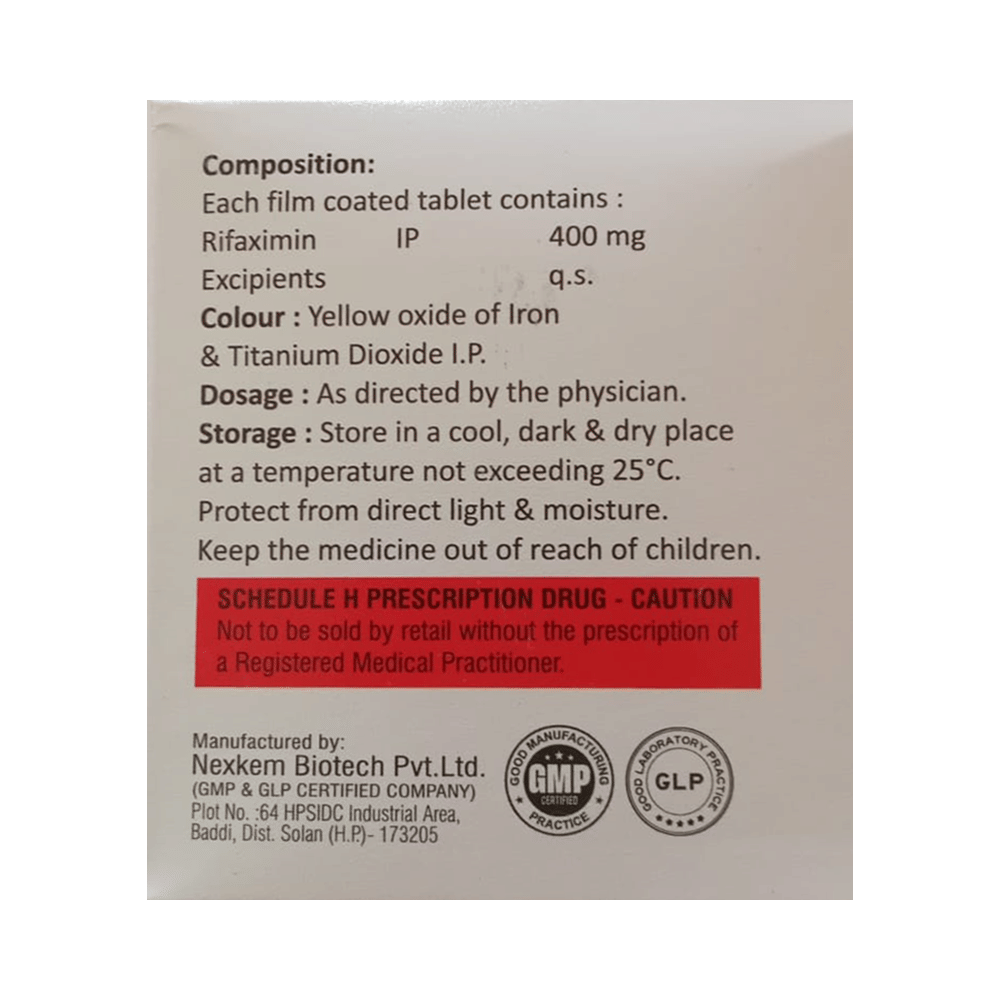 Composition:
Each film coated tablet contains :
Rifaximin IP 400 mg
Excipients q.s.
Colour : Yellow oxide of Iron
& Titanium Dioxide I.P.
Dosage : As directed by the physician.
Storage : Store in a cool, dark & dry place
at a temperature not exceeding 25°C.
Protect from direct light & moisture.
Keep the medicine out of reach of children.
SCHEDULE H PRESCRIPTION DRUG - CAUTION
Not to be sold by retail without the prescription of
a Registered Medical Practitioner.
Manufactured by:
Nexkem Biotech Pvt.Ltd.
(GMP & GLP CERTIFIED COMPANY)
Plot No. :64 HPSIDC Industrial Area,
Baddi, Dist. Solan (H.P.)- 173205
GOOD MANUFACTURING
GMP
CERTIFIED
PRACTICE
GOOD LABORATORY PRACTICE
GLP